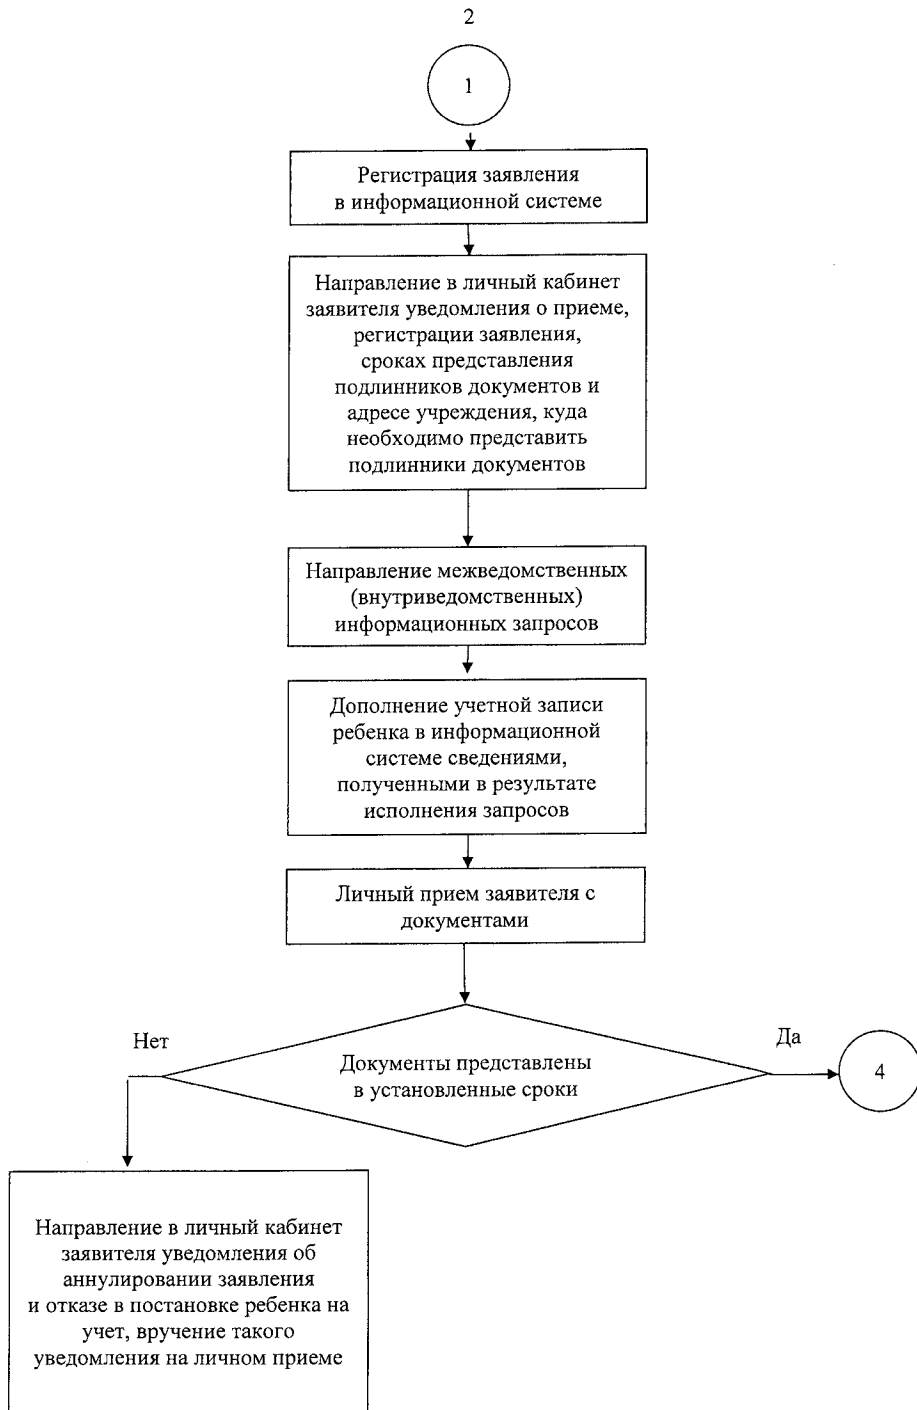 2
1
Регистрация заявления
в информационной системе
Направление в личный кабинет
заявителя уведомления о приеме,
регистрации заявления,
сроках представления
подлинников документов и
адресе учреждения, куда
необходимо представить
подлинники документов
Направление межведомственных
(внутриведомственных)
информационных запросов
Дополнение учетной записи
ребенка в информационной
системе сведениями,
полученными в результате
исполнения запросов
Личный прием заявителя с
документами
Нет
Да
Документы представлены
в установленные сроки
4
Направление в личный кабинет
заявителя уведомления об
аннулировании заявления
и отказе в постановке ребенка на
учет, вручение такого
уведомления на личном приеме